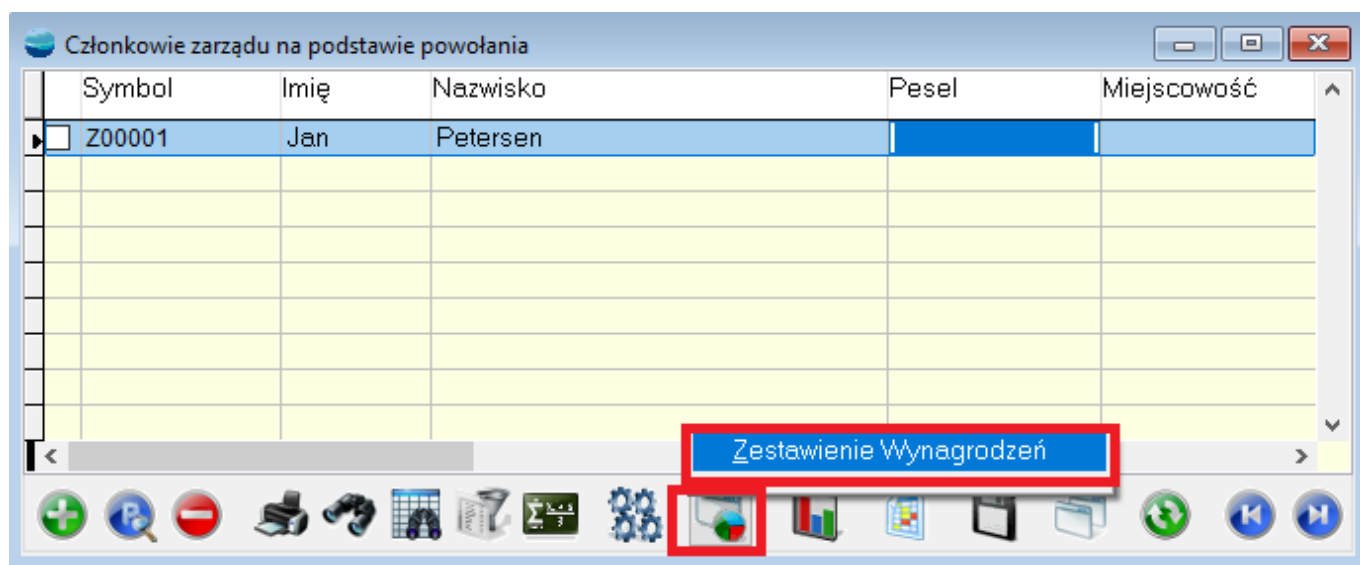 Członkowie zarządu na podstawie powołania
Symbol Imię Nazwisko Pesel Miejscowość
Z00001 Jan Petersen
Zestawienie Wynagrodzeń